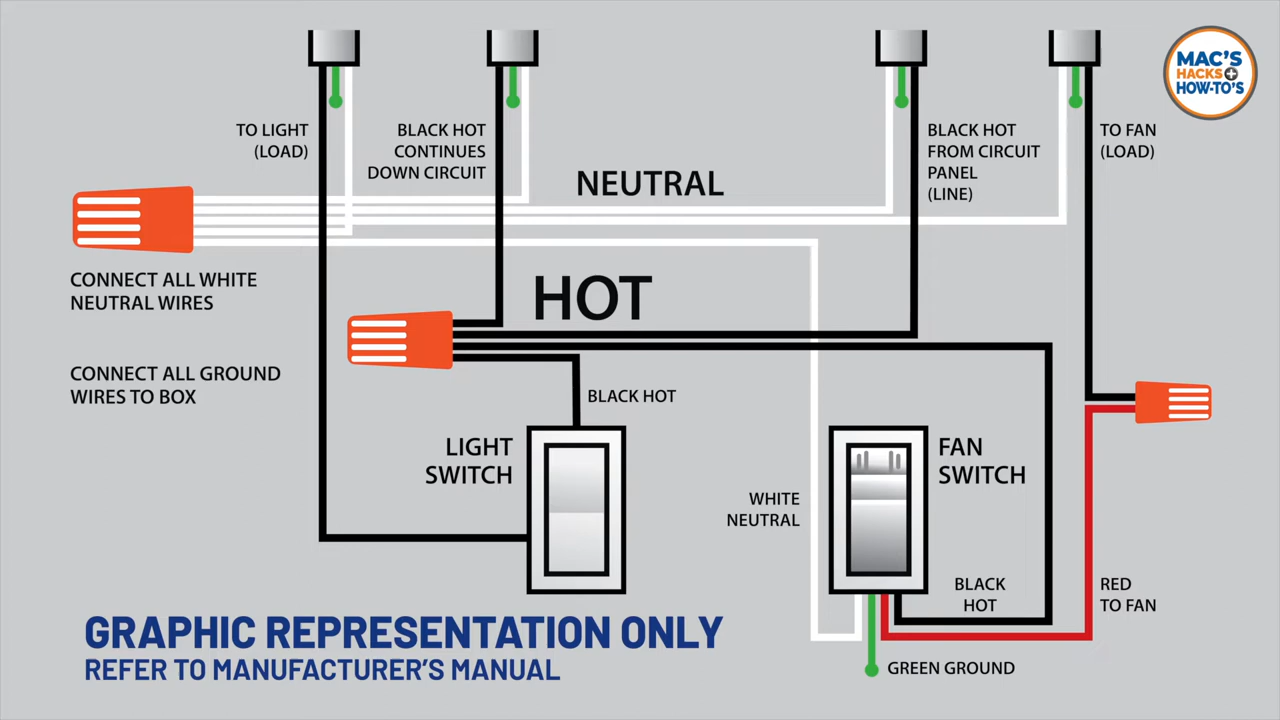 MAC'S
HACKS+
HOW-TO'S
TO LIGHT
(LOAD)
BLACK HOT
CONTINUES
DOWN CIRCUIT
NEUTRAL
BLACK HOT
FROM CIRCUIT
PANEL
(LINE)
TO FAN
(LOAD)
CONNECT ALL WHITE
NEUTRAL WIRES
HOT
CONNECT ALL GROUND
WIRES TO BOX
BLACK HOT
LIGHT
SWITCH
FAN
SWITCH
WHITE
NEUTRAL
BLACK
HOT
RED
TO FAN
GREEN GROUND
GRAPHIC REPRESENTATION ONLY
REFER TO MANUFACTURER'S MANUAL